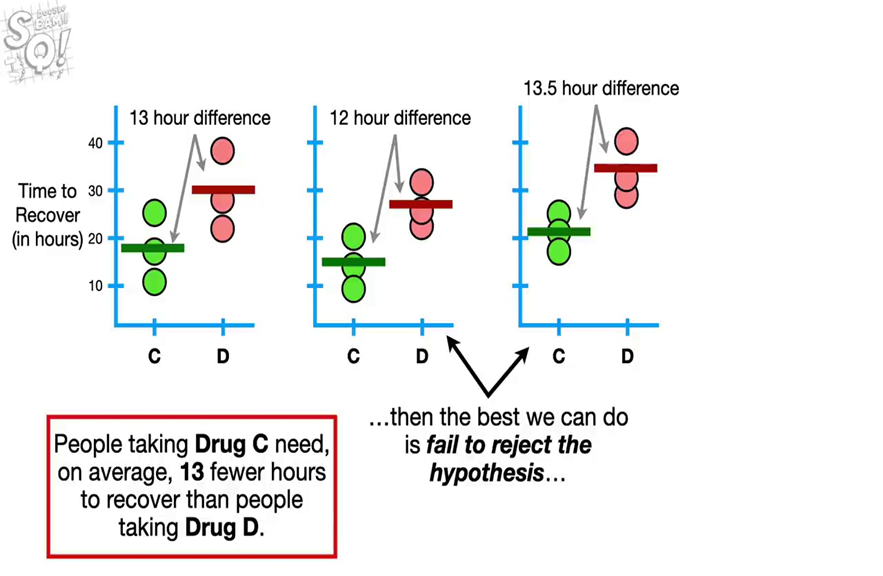 DOUBLE
BAM!!
SQ!
13 hour difference
12 hour difference
13.5 hour difference
Time to
Recover
(in hours)
40
30
20
10
C D
C D
C D
People taking Drug C need,
on average, 13 fewer hours
to recover than people
taking Drug D.
…then the best we can do
is fail to reject the
hypothesis…